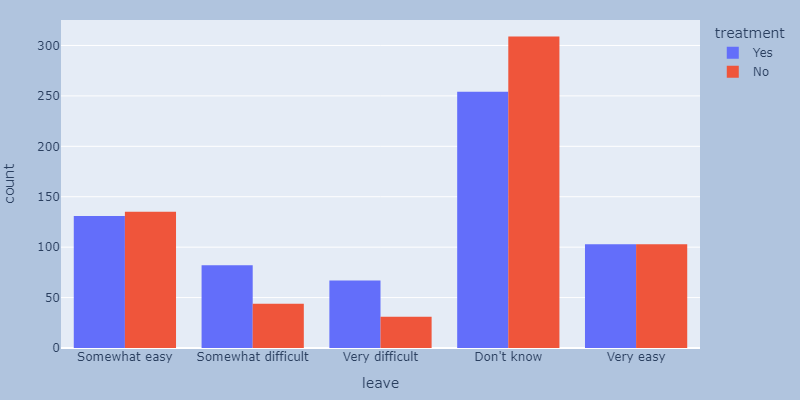 treatment
Yes
No
300
250
200
150
100
50
0
count
Somewhat easy
Somewhat difficult
Very difficult
Don't know
Very easy
leave